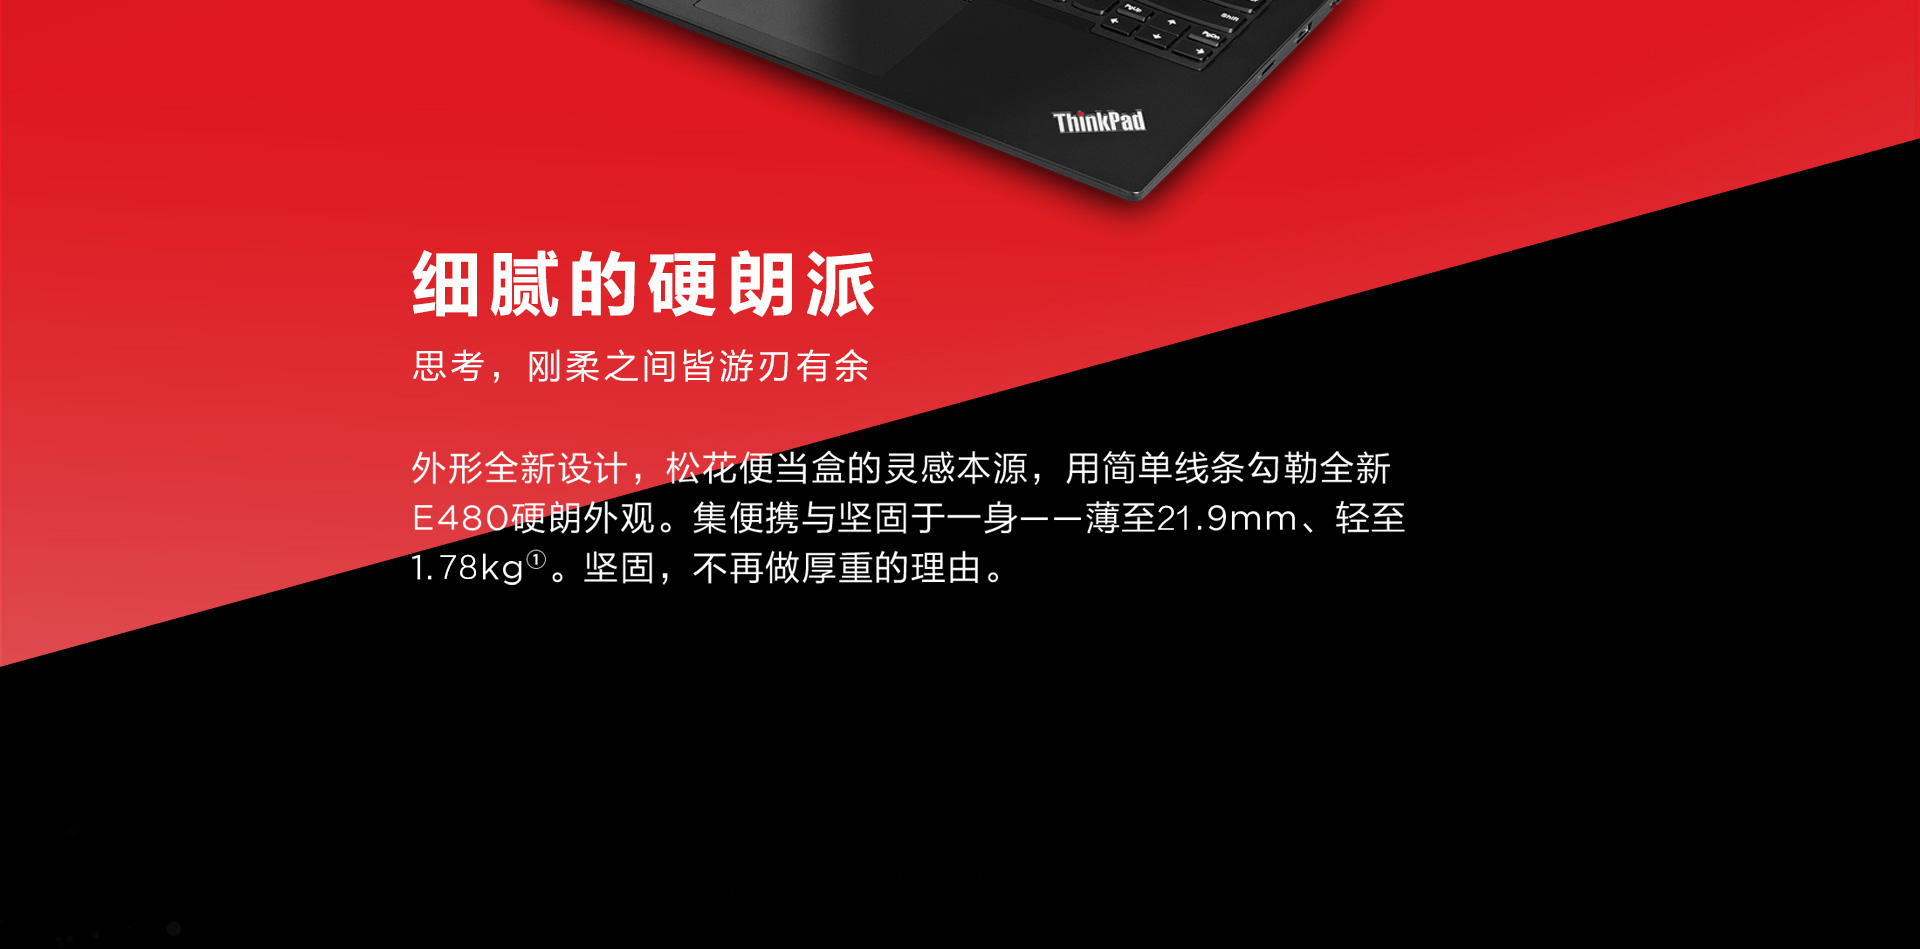 PgUp
Shift
PgDn
ThinkPad
细腻的硬朗派
思考，刚柔之间皆游刃有余
外形全新设计，松花便当盒的灵感本源，用简单线条勾勒全新
E480硬朗外观。集便携与坚固于一身——薄至21.9mm、轻至
1.78kg①。坚固，不再做厚重的理由。